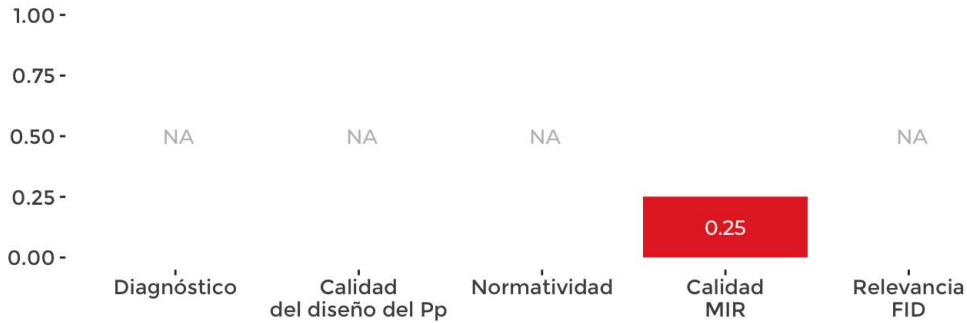 1.00
0.75
0.50
0.25
0.00
NA
NA
NA
0.25
NA
Diagnóstico
Calidad
del diseño del Pp
Normatividad
Calidad
MIR
Relevancia
FID